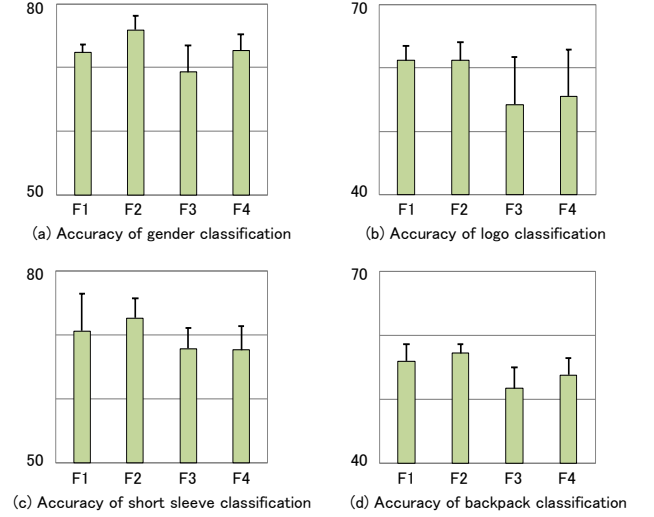 80
50
F1 F2 F3 F4
(a) Accuracy of gender classification
70
40
F1 F2 F3 F4
(b) Accuracy of logo classification
80
50
F1 F2 F3 F4
(c) Accuracy of short sleeve classification
70
40
F1 F2 F3 F4
(d) Accuracy of backpack classification